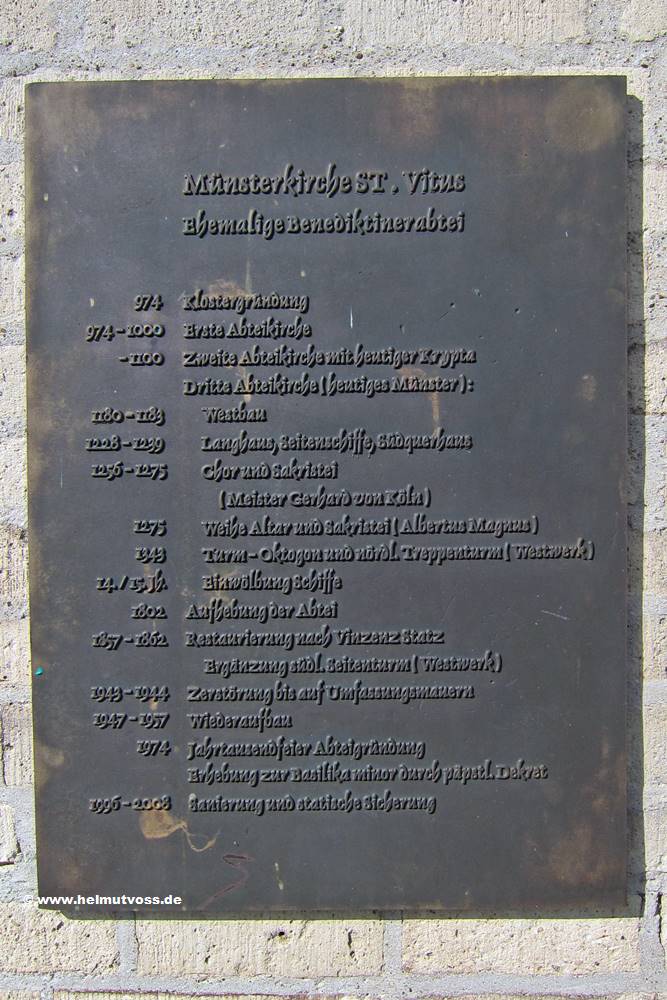 Münsterkirche ST. Vitus
Ehemalige Benediktinerabtei
974 Klostergründung
974 - 1000 Erste Abteikirche
- 1100 Zweite Abteikirche mit heutiger Krypta
Dritte Abteikirche ( heutiges Münster ) :
1180 - 1183 Westbau
1228 - 1239 Langhaus, Seitenschiffe, Südquerhaus
1256 - 1275 Chor und Sakristei
( Meister Gerhard von Köln )
1275 Weihe Altar und Sakristei ( Albertus Magnus )
1343 Turm - Oktogon und nördl. Treppenturm ( Westwerk )
14. / 15. Jh. Einwölbung Schiffe
1802 Aufhebung der Abtei
1857 - 1862 Restaurierung nach Vinzenz Statz
Ergänzung südl. Seitenturm ( Westwerk )
1943 - 1944 Zerstörung bis auf Umfassungsmauern
1947 - 1957 Wiederaufbau
1974 Jahrtausendfeier Abteigründung
Erhebung zur Basilika minor durch päpstl. Dekret
1996 - 2008 Sanierung und statische Sicherung
© www.helmutvoss.de